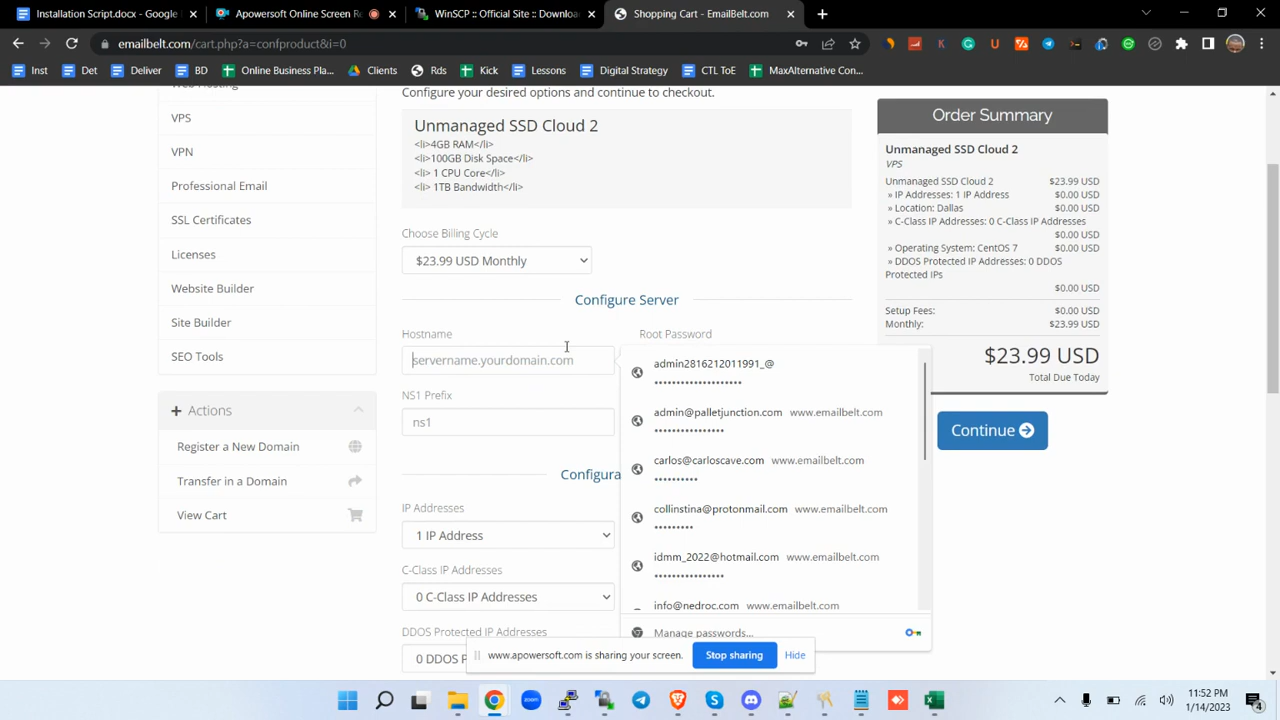 Installation Script.docx - Google
Apowersoft Online Screen Re
WinSCP :: Official Site :: Downloa
Shopping Cart - EmailBelt.com
emailbelt.com/cart.php?a=confproduct&i=0
Inst
Det
Deliver
BD
Online Business Pla...
Clients
Rds
Kick
Lessons
Digital Strategy
CTL ToE
MaxAlternative Con...
Web Hosting
VPS
VPN
Professional Email
SSL Certificates
Licenses
Website Builder
Site Builder
SEO Tools
Actions
Register a New Domain
Transfer in a Domain
View Cart
Configure your desired options and continue to checkout.
Unmanaged SSD Cloud 2
<li>4GB RAM</li>
<li>100GB Disk Space</li>
<li> 1 CPU Core</li>
<li> 1TB Bandwidth</li>
Choose Billing Cycle
$23.99 USD Monthly
Configure Server
Hostname
Root Password
servername.yourdomain.com
NS1 Prefix
ns1
Configura
IP Addresses
1 IP Address
C-Class IP Addresses
0 C-Class IP Addresses
DDOS Protected IP Addresses
0 DDOS P
admin2816212011991_@
admin@palletjunction.com www.emailbelt.com
carlos@carloscave.com www.emailbelt.com
collinstina@protonmail.com www.emailbelt.com
idmm_2022@hotmail.com www.emailbelt.com
info@nedroc.com www.emailbelt.com
Manage passwords...
Order Summary
Unmanaged SSD Cloud 2
VPS
Unmanaged SSD Cloud 2 $23.99 USD
» IP Addresses: 1 IP Address $0.00 USD
» Location: Dallas $0.00 USD
» C-Class IP Addresses: 0 C-Class IP Addresses
$0.00 USD
» Operating System: CentOS 7 $0.00 USD
» DDOS Protected IP Addresses: 0 DDOS
Protected IPs
$0.00 USD
Setup Fees: $0.00 USD
Monthly: $23.99 USD
$23.99 USD
Total Due Today
Continue
www.apowersoft.com is sharing your screen.
Stop sharing
Hide
11:52 PM
1/14/2023
4